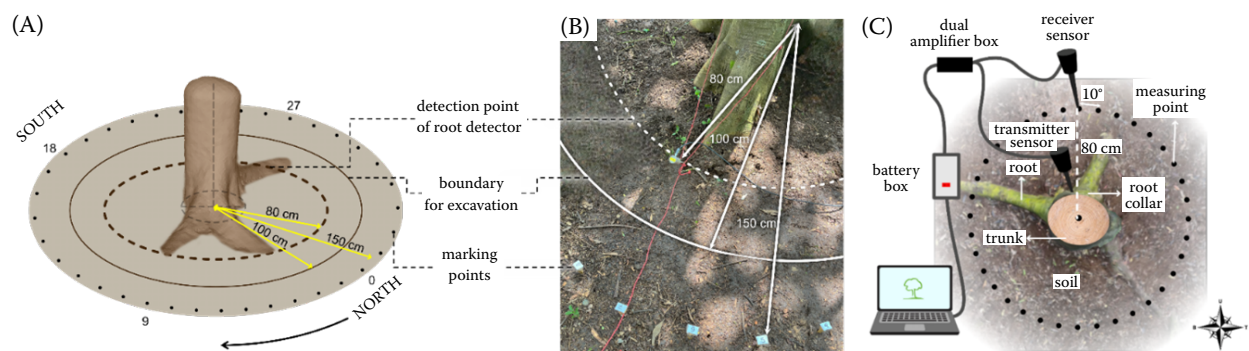 (A)
SOUTH
18
27
80 cm
100 cm
150 cm
0
NORTH
9
detection point
of root detector
boundary
for excavation
marking
points
(B)
80 cm
100 cm
150 cm
(C)
dual
amplifier box
receiver
sensor
10°
measuring
point
transmitter
sensor
80 cm
battery
box
root
root
collar
trunk
soil
U
B
T